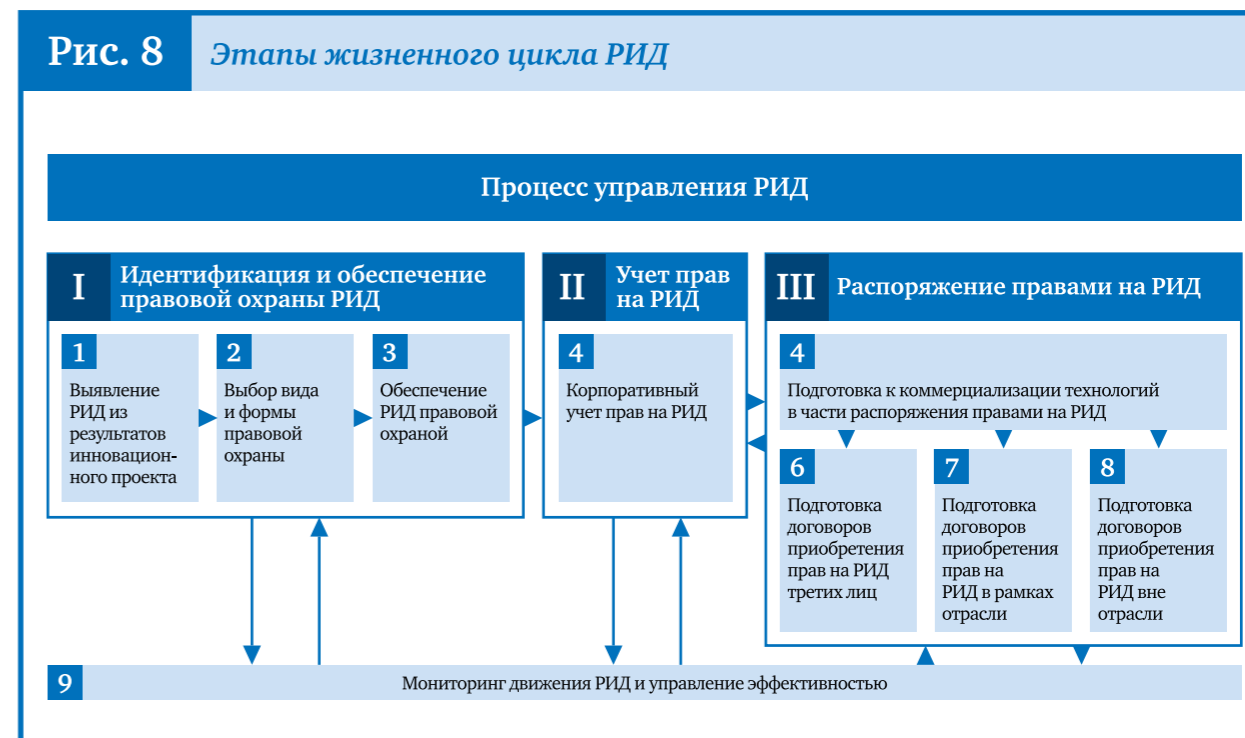 Рис. 8
Этапы жизненного цикла РИД
Процесс управления РИД
I
Идентификация и обеспечение
правовой охраны РИД
1
Выявление
РИД из
результатов
инновацион-
ного проекта
2
Выбор вида
и формы
правовой
охраны
3
Обеспечение
РИД правовой
охраной
II
Учет прав
на РИД
4
Корпоративный
учет прав на РИД
III
Распоряжение правами на РИД
4
Подготовка к коммерциализации технологий
в части распоряжения правами на РИД
6
Подготовка
договоров
приобретения
прав на РИД
третих лиц
7
Подготовка
договоров
приобретения
прав на
РИД в рамках
отрасли
8
Подготовка
договоров
приобретения
прав на
РИД вне
отрасли
9
Мониторинг движения РИД и управление эффективностью